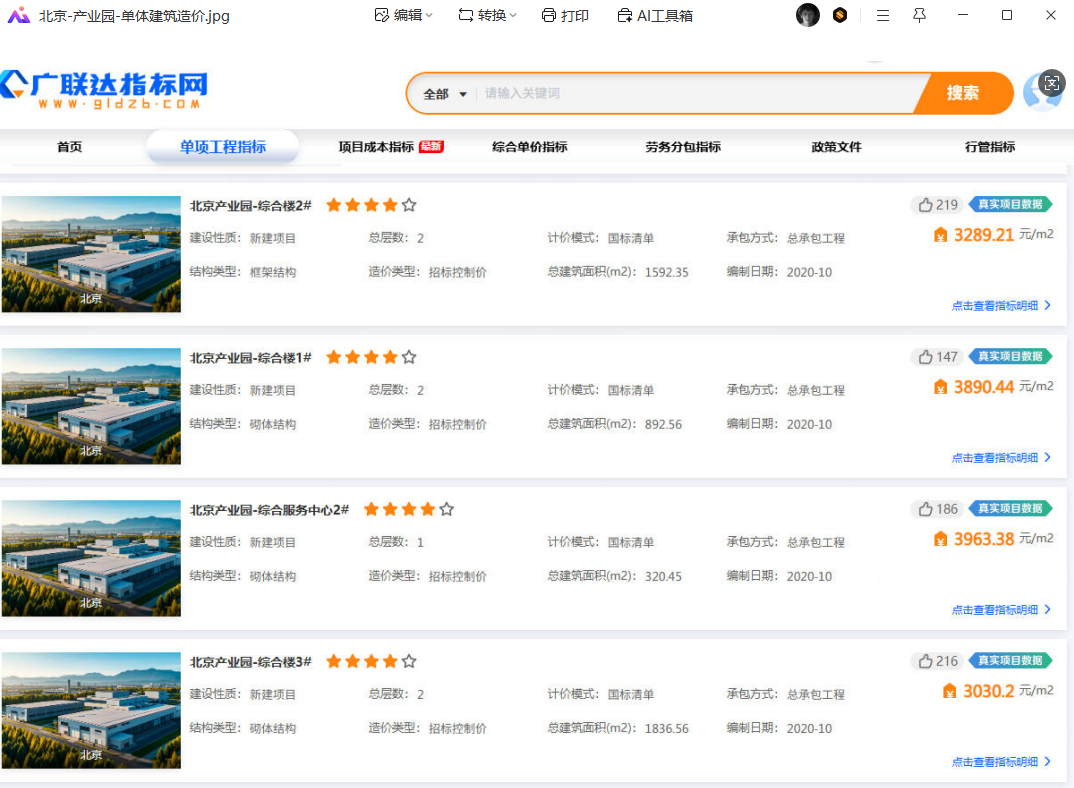 北京-产业园-单体建筑造价.jpg 编辑 转换 打印 AI工具箱
广联达指标网
www.gldzb.com
全部 请输入关键词 搜索
首页 单项工程指标 项目成本指标 最新 综合单价指标 劳务分包指标 政策文件 行管指标
北京产业园-综合楼2# 219 真实项目数据
建设性质: 新建项目 总层数: 2 计价模式: 国标清单 承包方式: 总承包工程 3289.21 元/m2
结构类型: 框架结构 造价类型: 招标控制价 总建筑面积(m2): 1592.35 编制日期: 2020-10
北京
点击查看指标明细
北京产业园-综合楼1# 147 真实项目数据
建设性质: 新建项目 总层数: 2 计价模式: 国标清单 承包方式: 总承包工程 3890.44 元/m2
结构类型: 砌体结构 造价类型: 招标控制价 总建筑面积(m2): 892.56 编制日期: 2020-10
北京
点击查看指标明细
北京产业园-综合服务中心2# 186 真实项目数据
建设性质: 新建项目 总层数: 1 计价模式: 国标清单 承包方式: 总承包工程 3963.38 元/m2
结构类型: 砌体结构 造价类型: 招标控制价 总建筑面积(m2): 320.45 编制日期: 2020-10
北京
点击查看指标明细
北京产业园-综合楼3# 216 真实项目数据
建设性质: 新建项目 总层数: 2 计价模式: 国标清单 承包方式: 总承包工程 3030.2 元/m2
结构类型: 砌体结构 造价类型: 招标控制价 总建筑面积(m2): 1836.56 编制日期: 2020-10
北京
点击查看指标明细